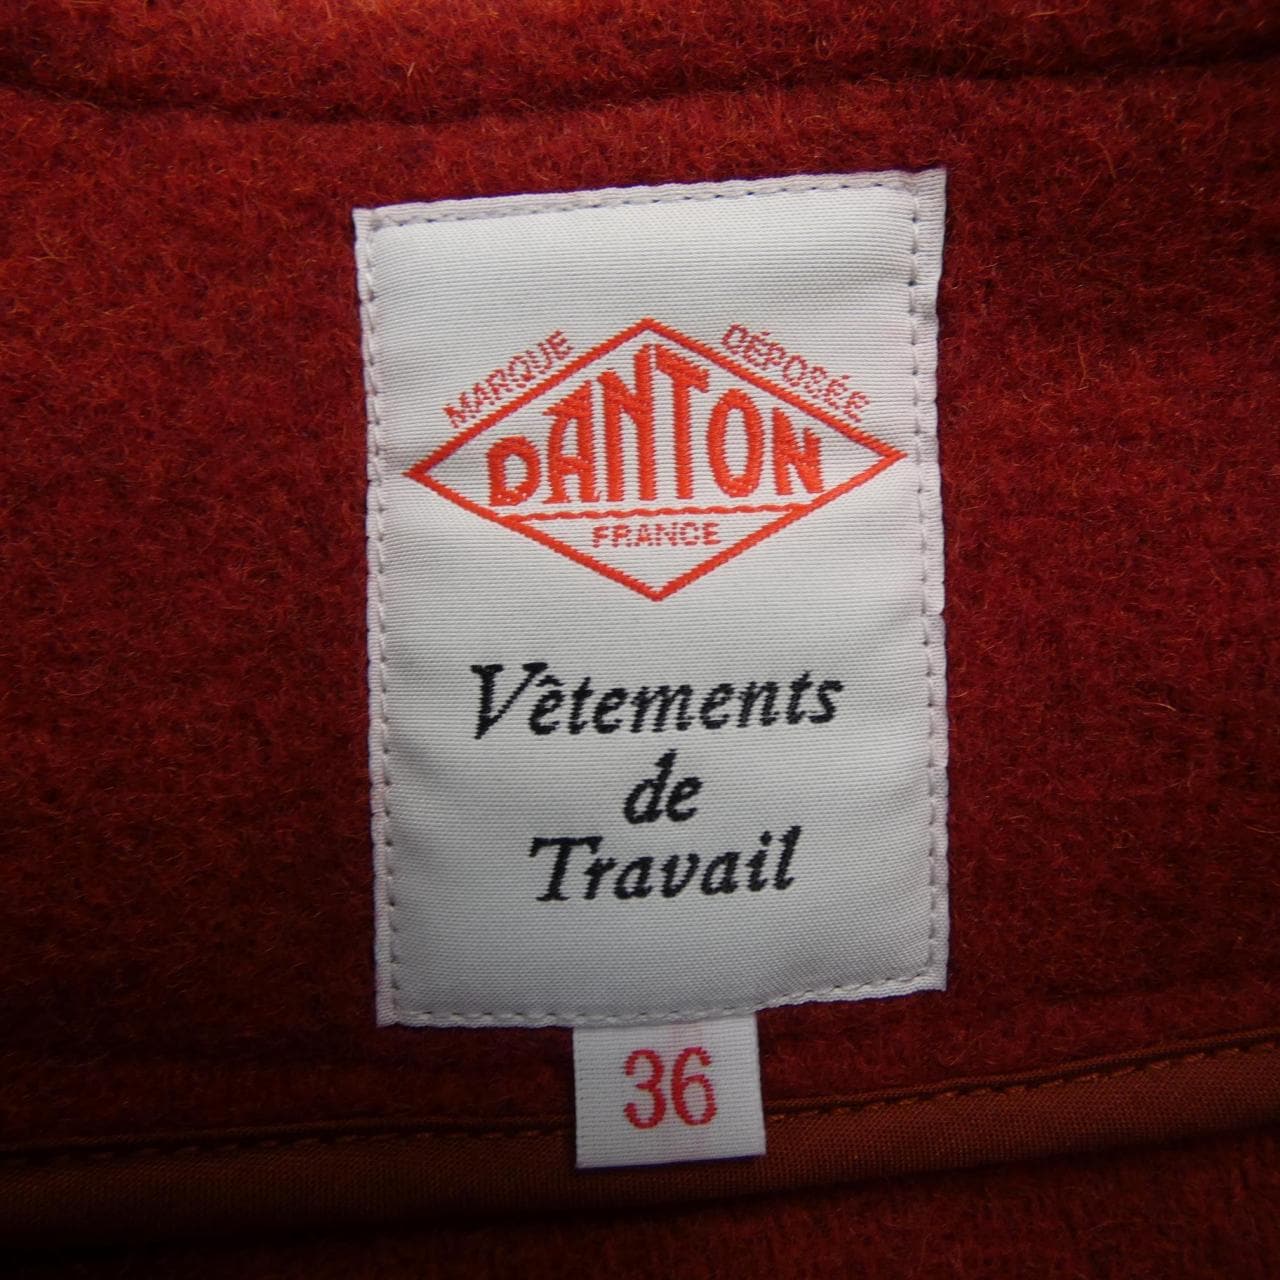 MARQUE DÉPOSÉE
DANTON
FRANCE
Vêtements
de
Travail
36